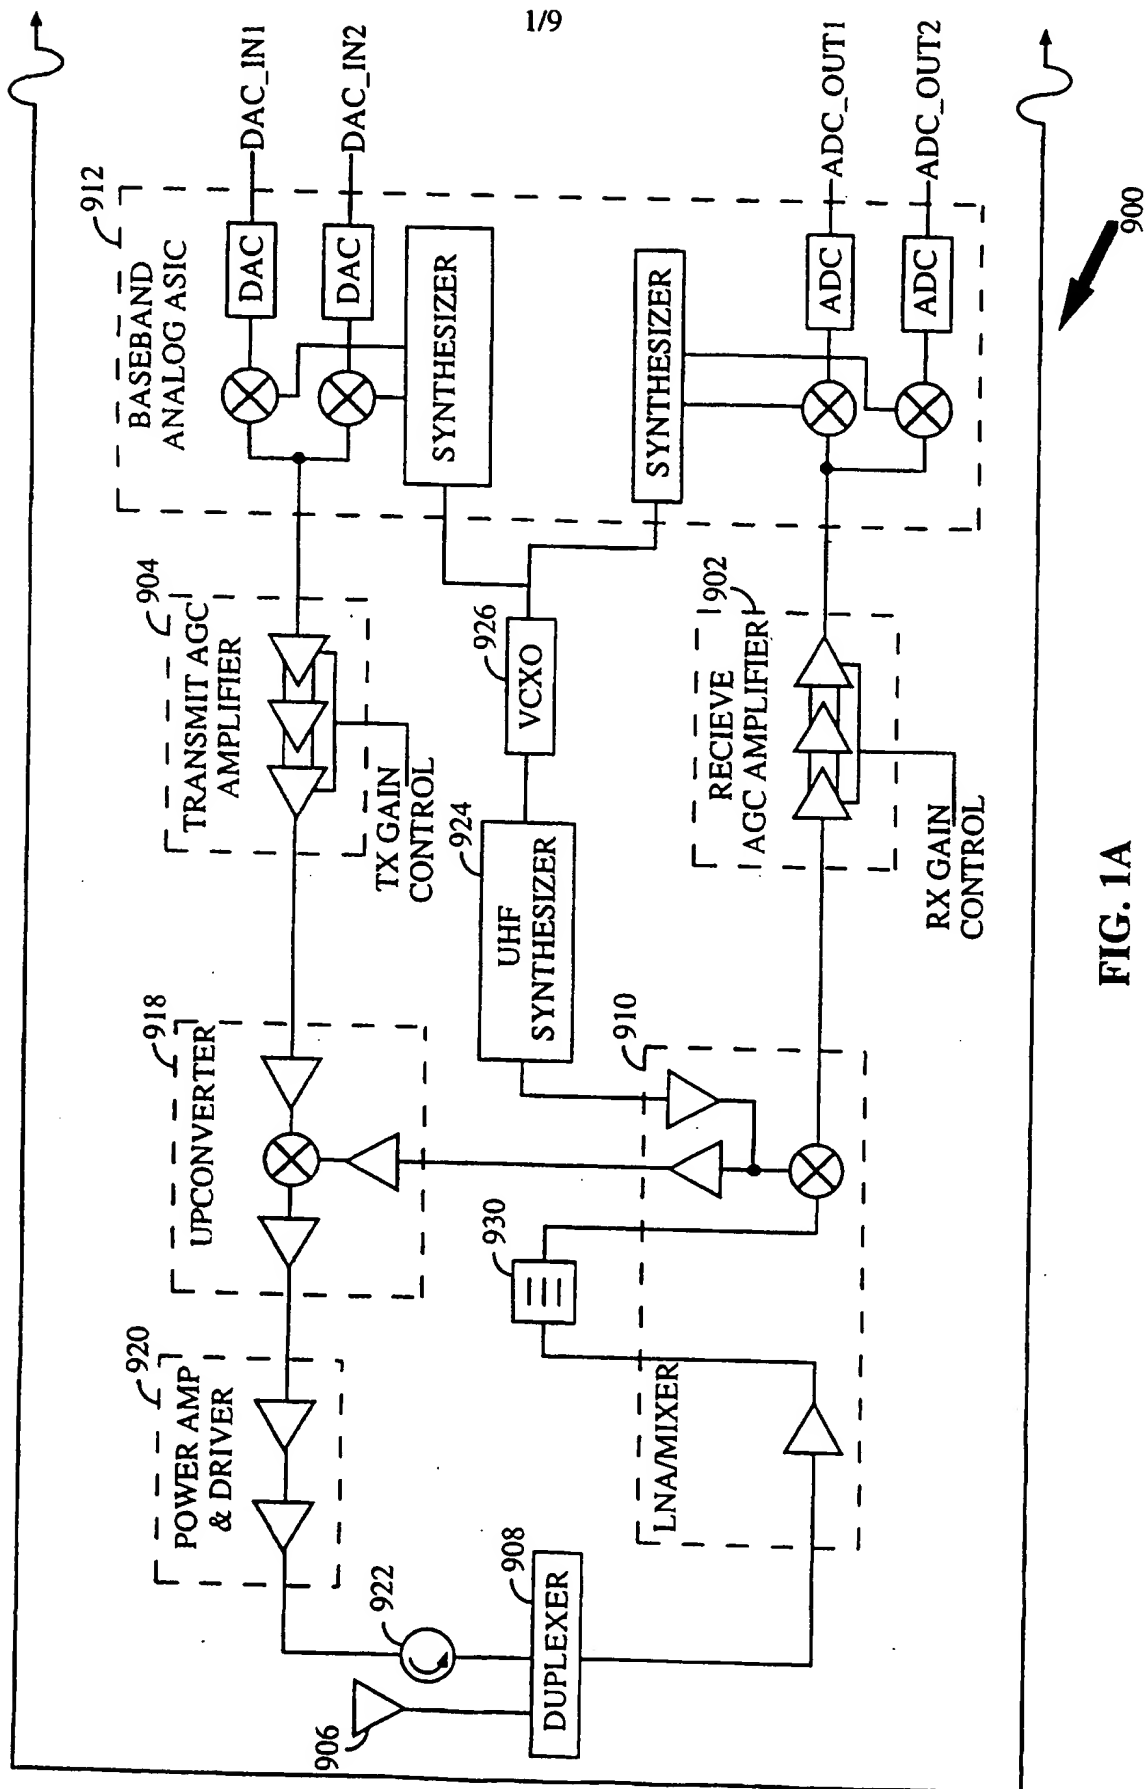 1/9
912
BASEBAND
ANALOG ASIC
DAC
DAC_IN1
DAC
DAC_IN2
SYNTHESIZER
SYNTHESIZER
ADC
ADC_OUT1
ADC
ADC_OUT2
904
TRANSMIT AGC
AMPLIFIER
TX GAIN
CONTROL
926
VCXO
924
UHF
SYNTHESIZER
902
RECIEVE
AGC AMPLIFIER
RX GAIN
CONTROL
918
UPCONVERTER
910
LNA/MIXER
930
920
POWER AMP
& DRIVER
922
906
908
DUPLEXER
900
FIG. 1A